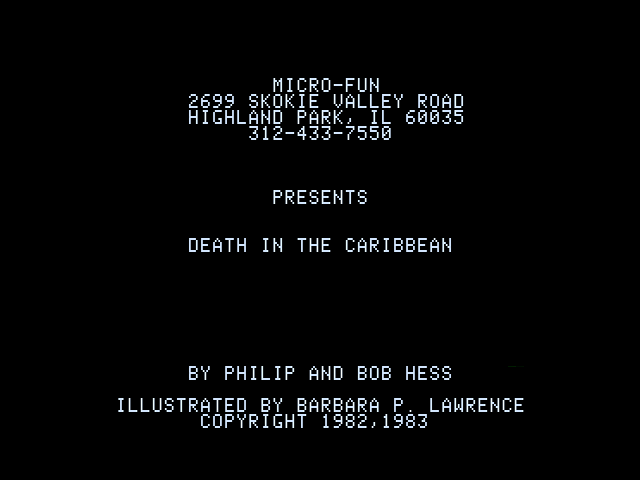 MICRO-FUN
2699 SKOKIE VALLEY ROAD
HIGHLAND PARK, IL 60035
312-433-7550
PRESENTS
DEATH IN THE CARIBBEAN
BY PHILIP AND BOB HESS
ILLUSTRATED BY BARBARA P. LAWRENCE
COPYRIGHT 1982,1983